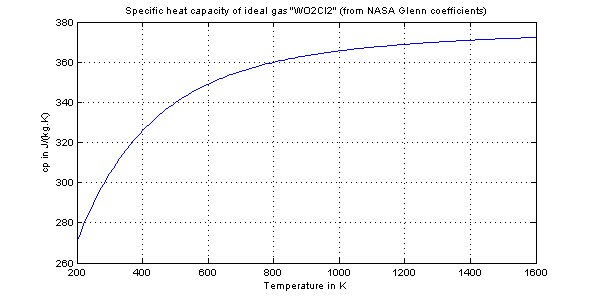 Specific heat capacity of ideal gas "WO2Cl2" (from NASA Glenn coefficients)
380
360
340
320
300
280
260
cp in J/(kg.K)
200 400 600 800 1000 1200 1400 1600
Temperature in K